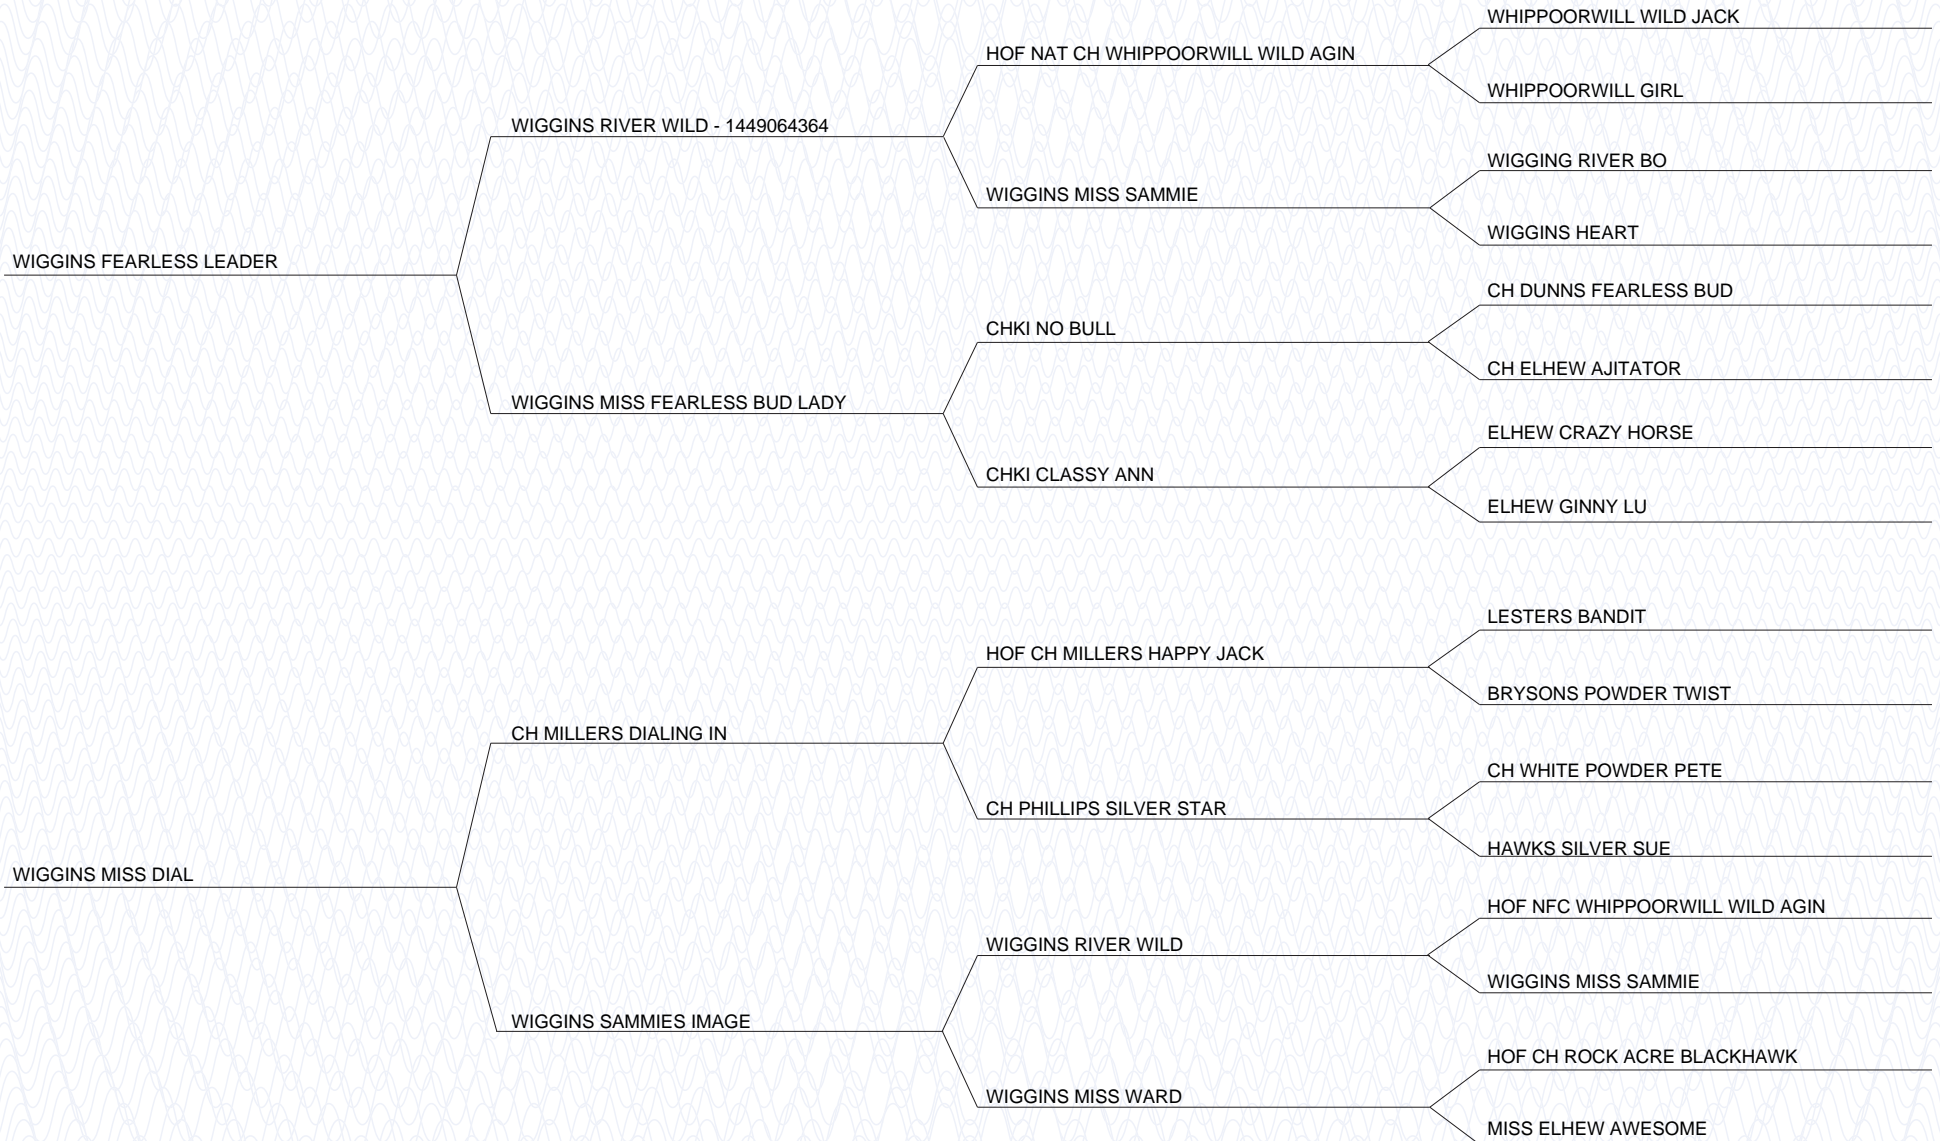 WHIPPOORWILL WILD JACK
HOF NAT CH WHIPPOORWILL WILD AGIN
WHIPPOORWILL GIRL
WIGGINS RIVER WILD - 1449064364
WIGGING RIVER BO
WIGGINS MISS SAMMIE
WIGGINS HEART
WIGGINS FEARLESS LEADER
CH DUNNS FEARLESS BUD
CHKI NO BULL
CH ELHEW AJITATOR
WIGGINS MISS FEARLESS BUD LADY
ELHEW CRAZY HORSE
CHKI CLASSY ANN
ELHEW GINNY LU
LESTERS BANDIT
HOF CH MILLERS HAPPY JACK
BRYSONS POWDER TWIST
CH MILLERS DIALING IN
CH WHITE POWDER PETE
CH PHILLIPS SILVER STAR
HAWKS SILVER SUE
WIGGINS MISS DIAL
HOF NFC WHIPPOORWILL WILD AGIN
WIGGINS RIVER WILD
WIGGINS MISS SAMMIE
WIGGINS SAMMIES IMAGE
HOF CH ROCK ACRE BLACKHAWK
WIGGINS MISS WARD
MISS ELHEW AWESOME